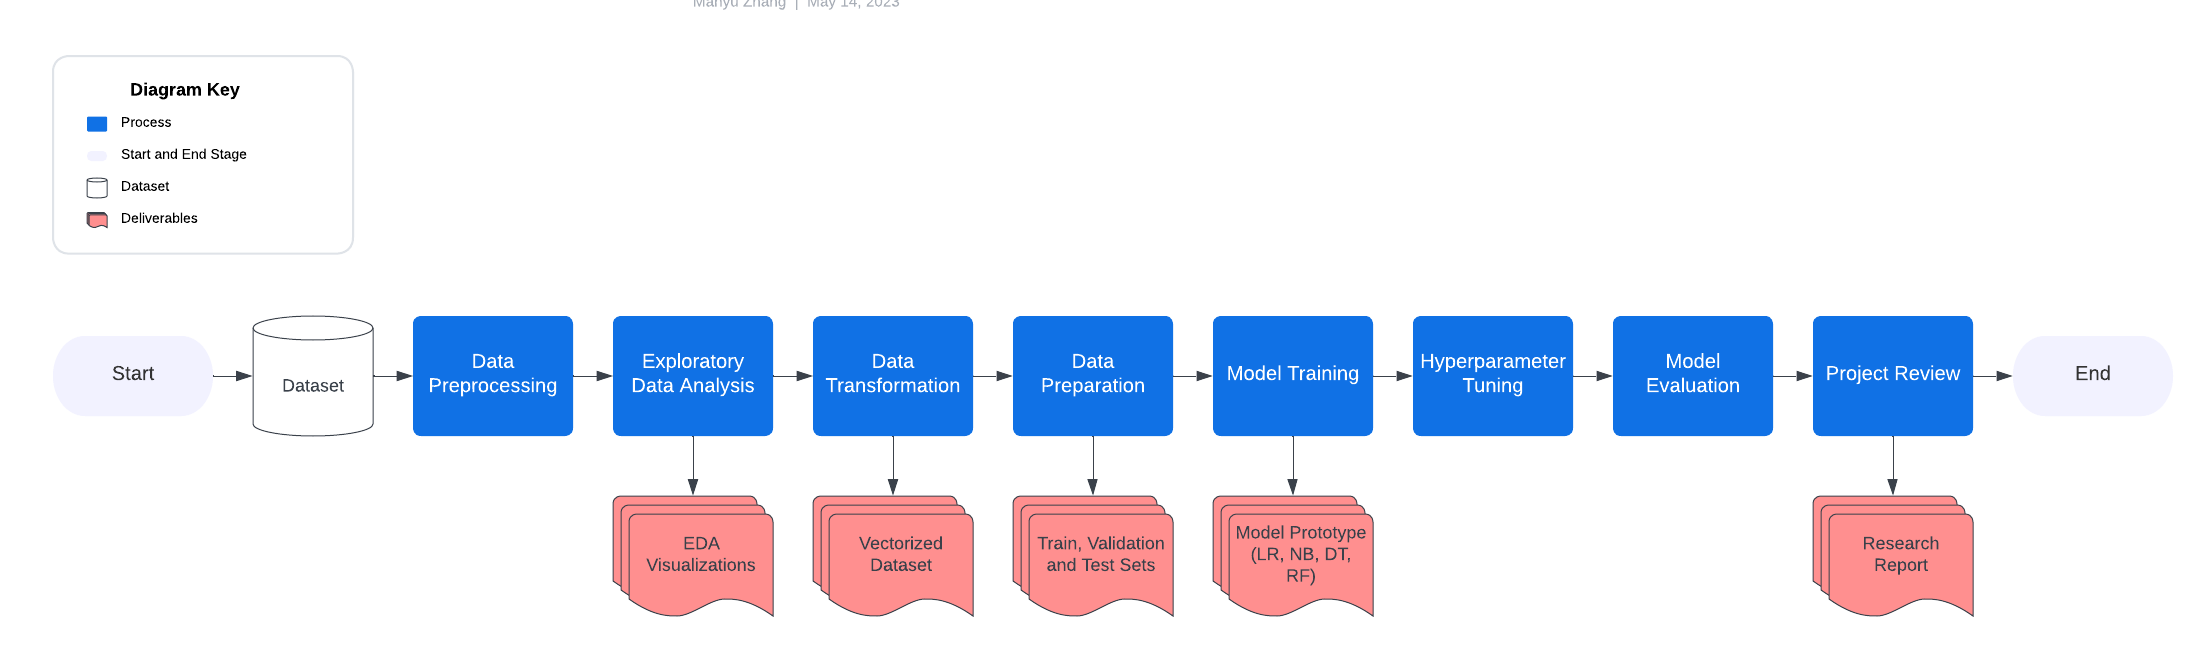 Manyu Zhang | May 14, 2023
Diagram Key
Process
Start and End Stage
Dataset
Deliverables
Start
Dataset
Data
Preprocessing
Exploratory
Data Analysis
Data
Transformation
Data
Preparation
Model Training
Hyperparameter
Tuning
Model
Evaluation
Project Review
End
EDA
Visualizations
Vectorized
Dataset
Train, Validation
and Test Sets
Model Prototype
(LR, NB, DT,
RF)
Research
Report